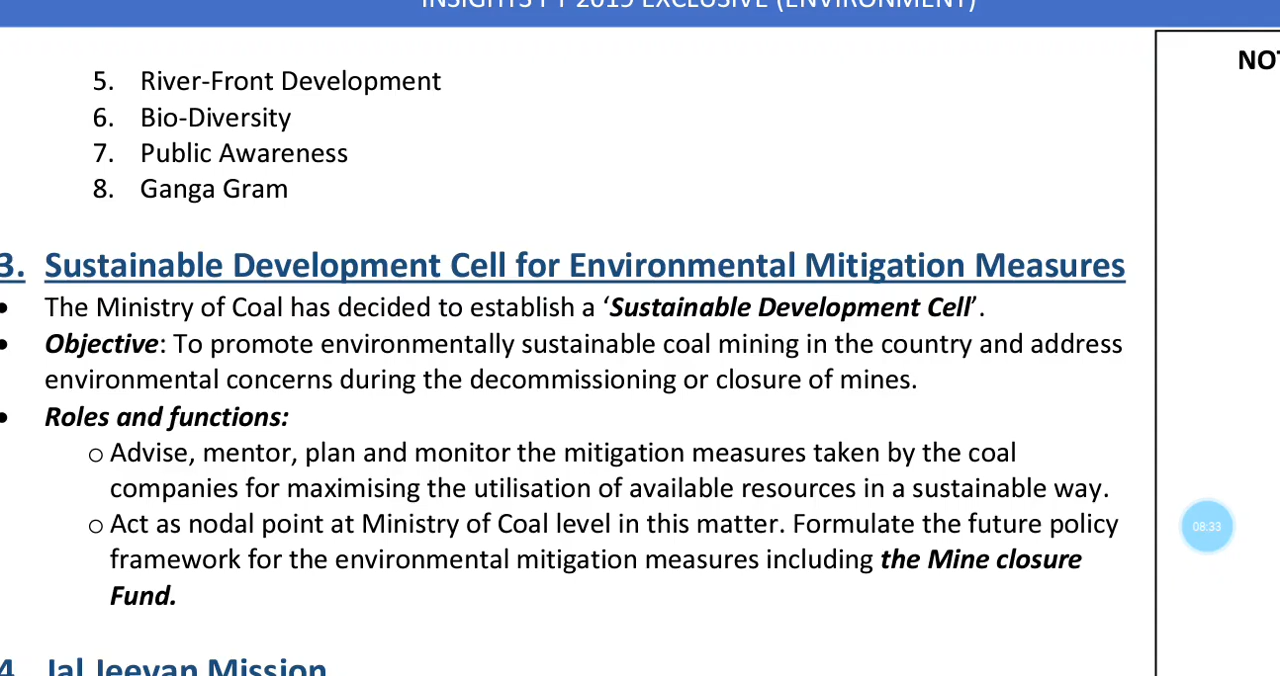 INSIGHTS PT 2019 EXCLUSIVE (ENVIRONMENT)
NOT
5. River-Front Development
6. Bio-Diversity
7. Public Awareness
8. Ganga Gram
3. Sustainable Development Cell for Environmental Mitigation Measures
• The Ministry of Coal has decided to establish a ‘Sustainable Development Cell’.
• Objective: To promote environmentally sustainable coal mining in the country and address
environmental concerns during the decommissioning or closure of mines.
• Roles and functions:
o Advise, mentor, plan and monitor the mitigation measures taken by the coal
companies for maximising the utilisation of available resources in a sustainable way.
o Act as nodal point at Ministry of Coal level in this matter. Formulate the future policy
08:33
framework for the environmental mitigation measures including the Mine closure
Fund.
4. Jal Jeevan Mission